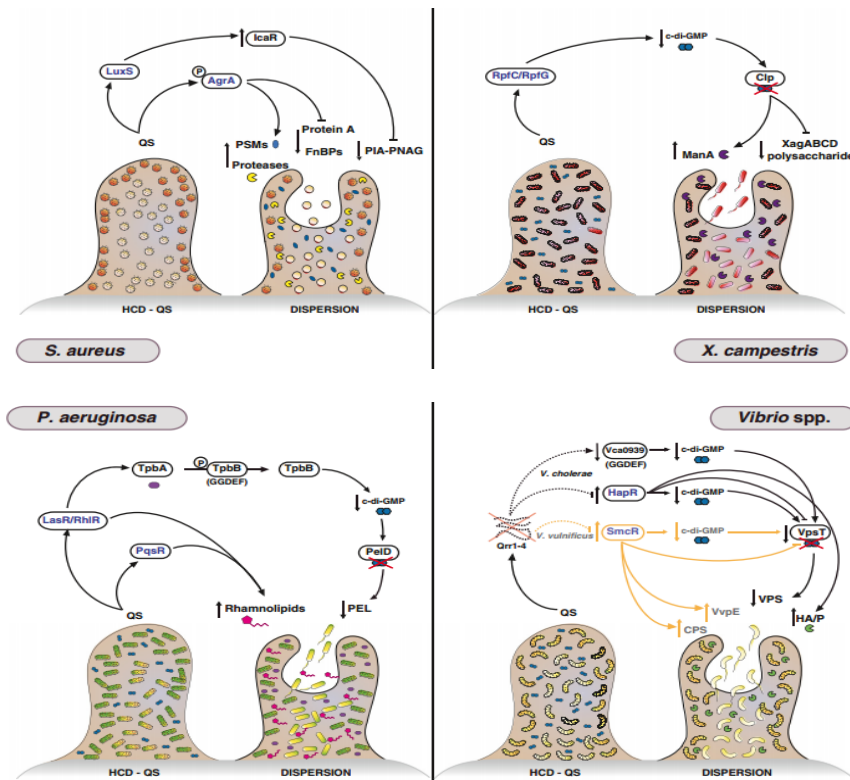 IcaR
LuxS
P
AgrA
Protein A
QS
PSMs
FnBPs
PIA-PNAG
Proteases
HCD - QS
DISPERSION
S. aureus
c-di-GMP
RpfC/RpfG
Clp
QS
XagABCD
polysaccharide
ManA
HCD - QS
DISPERSION
X. campestris
P. aeruginosa
TpbA
P
TpbB
(GGDEF)
TpbB
c-di-GMP
LasR/RhlR
PqsR
PelD
QS
Rhamnolipids
PEL
HCD - QS
DISPERSION
Vibrio spp.
Vca0939
(GGDEF)
c-di-GMP
V. cholerae
HapR
c-di-GMP
V. vulnificus
SmcR
c-di-GMP
VpsT
Qrr1-4
QS
VPS
VvpE
HA/P
CPS
HCD - QS
DISPERSION